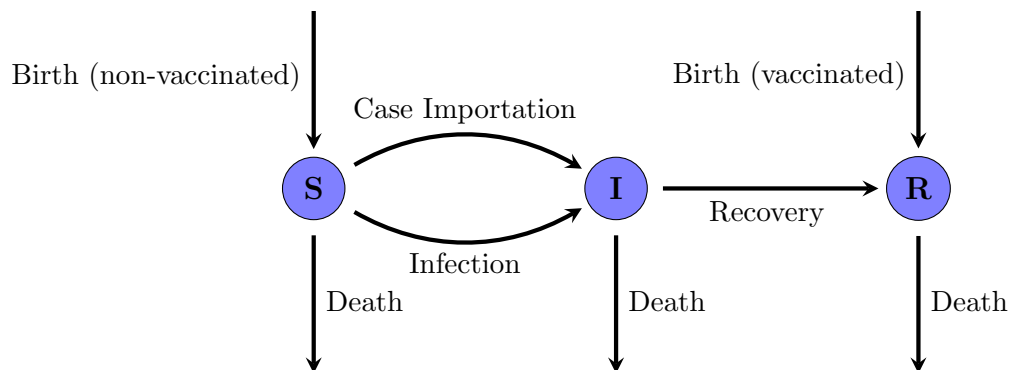 Birth (non-vaccinated)
Birth (vaccinated)
Case Importation
S
I
R
Recovery
Infection
Death
Death
Death